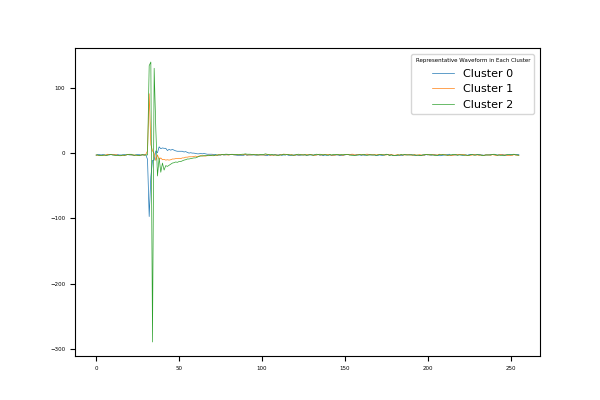 Representative Waveform in Each Cluster
Cluster 0
Cluster 1
Cluster 2
100
0
−100
−200
−300
0 50 100 150 200 250